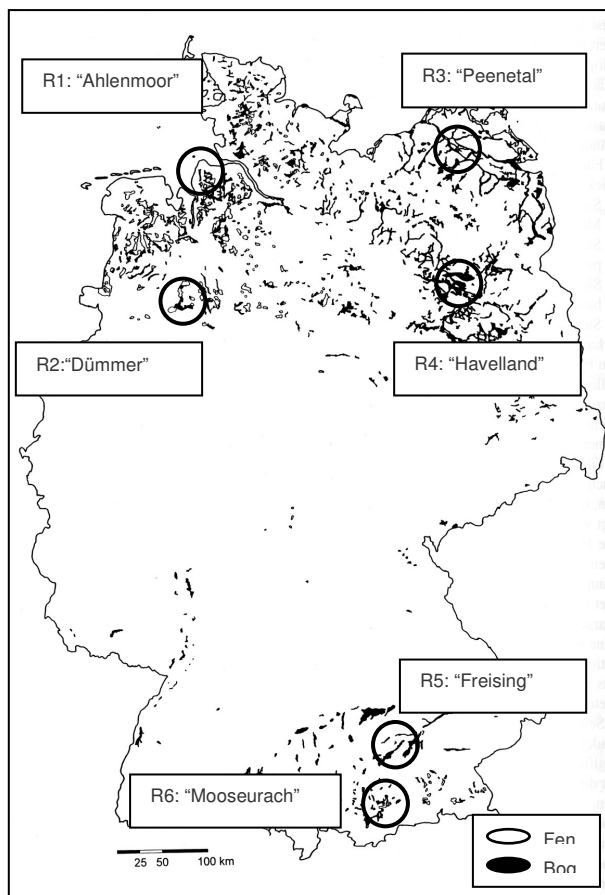 R1: “Ahlenmoor”
R3: “Peenetal”
R2:“Dümmer”
R4: “Havelland”
R5: “Freising”
R6: “Mooseurach”
25 50 100 km
Fen
Bog